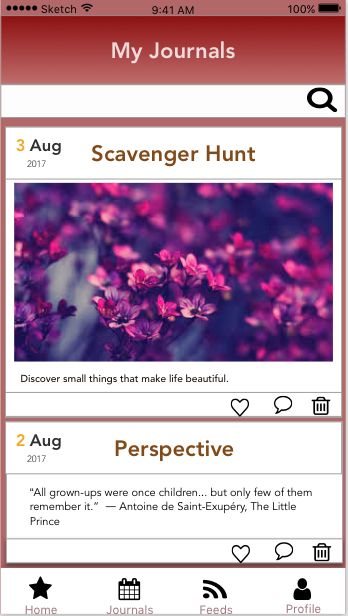 ●●●●● Sketch 9:41 AM 100%
My Journals
3 Aug
2017
Scavenger Hunt
Discover small things that make life beautiful.
2 Aug
2017
Perspective
“All grown-ups were once children... but only few of them
remember it.” — Antoine de Saint-Exupéry, The Little
Prince
Home Journals Feeds Profile